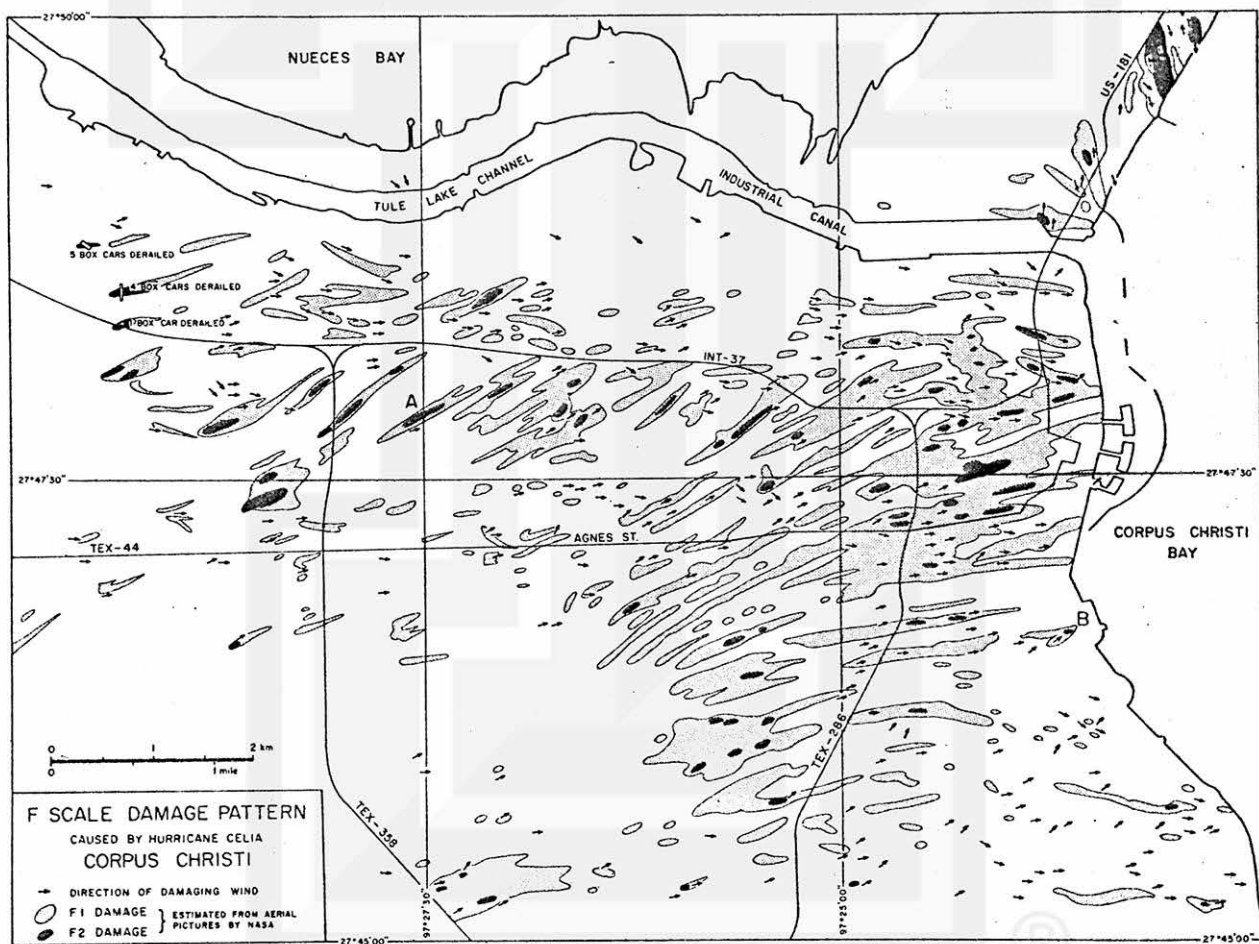 27°50'00"
NUECES BAY
US-181
TULE LAKE CHANNEL
INDUSTRIAL CANAL
5 BOX CARS DERAILED
4 BOX CARS DERAILED
BOX CAR DERAILED
INT-37
A
27°47'30"
27°47'30"
TEX-44
AGNES ST.
CORPUS CHRISTI
BAY
B
TEX-286
TEX-358
0 1 2 km
0 1 mile
F SCALE DAMAGE PATTERN
CAUSED BY HURRICANE CELIA
CORPUS CHRISTI
DIRECTION OF DAMAGING WIND
F1 DAMAGE
F2 DAMAGE
ESTIMATED FROM AERIAL
PICTURES BY NASA
97°27'30"
97°25'00"
27°45'00"
27°45'00"
®